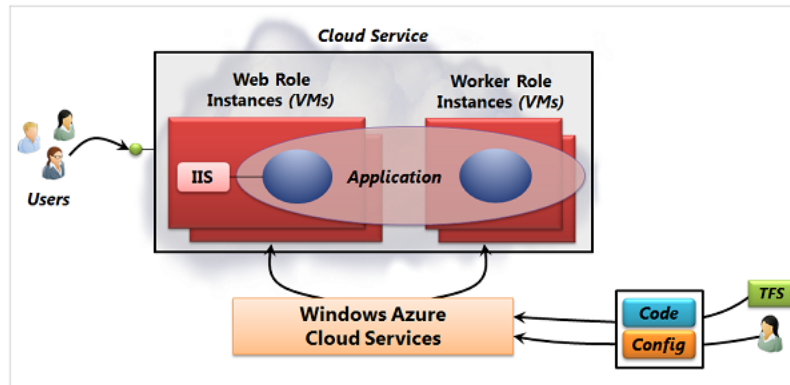 Cloud Service
Web Role
Instances (VMs)
Worker Role
Instances (VMs)
IIS
Application
Users
Windows Azure
Cloud Services
Code
Config
TFS